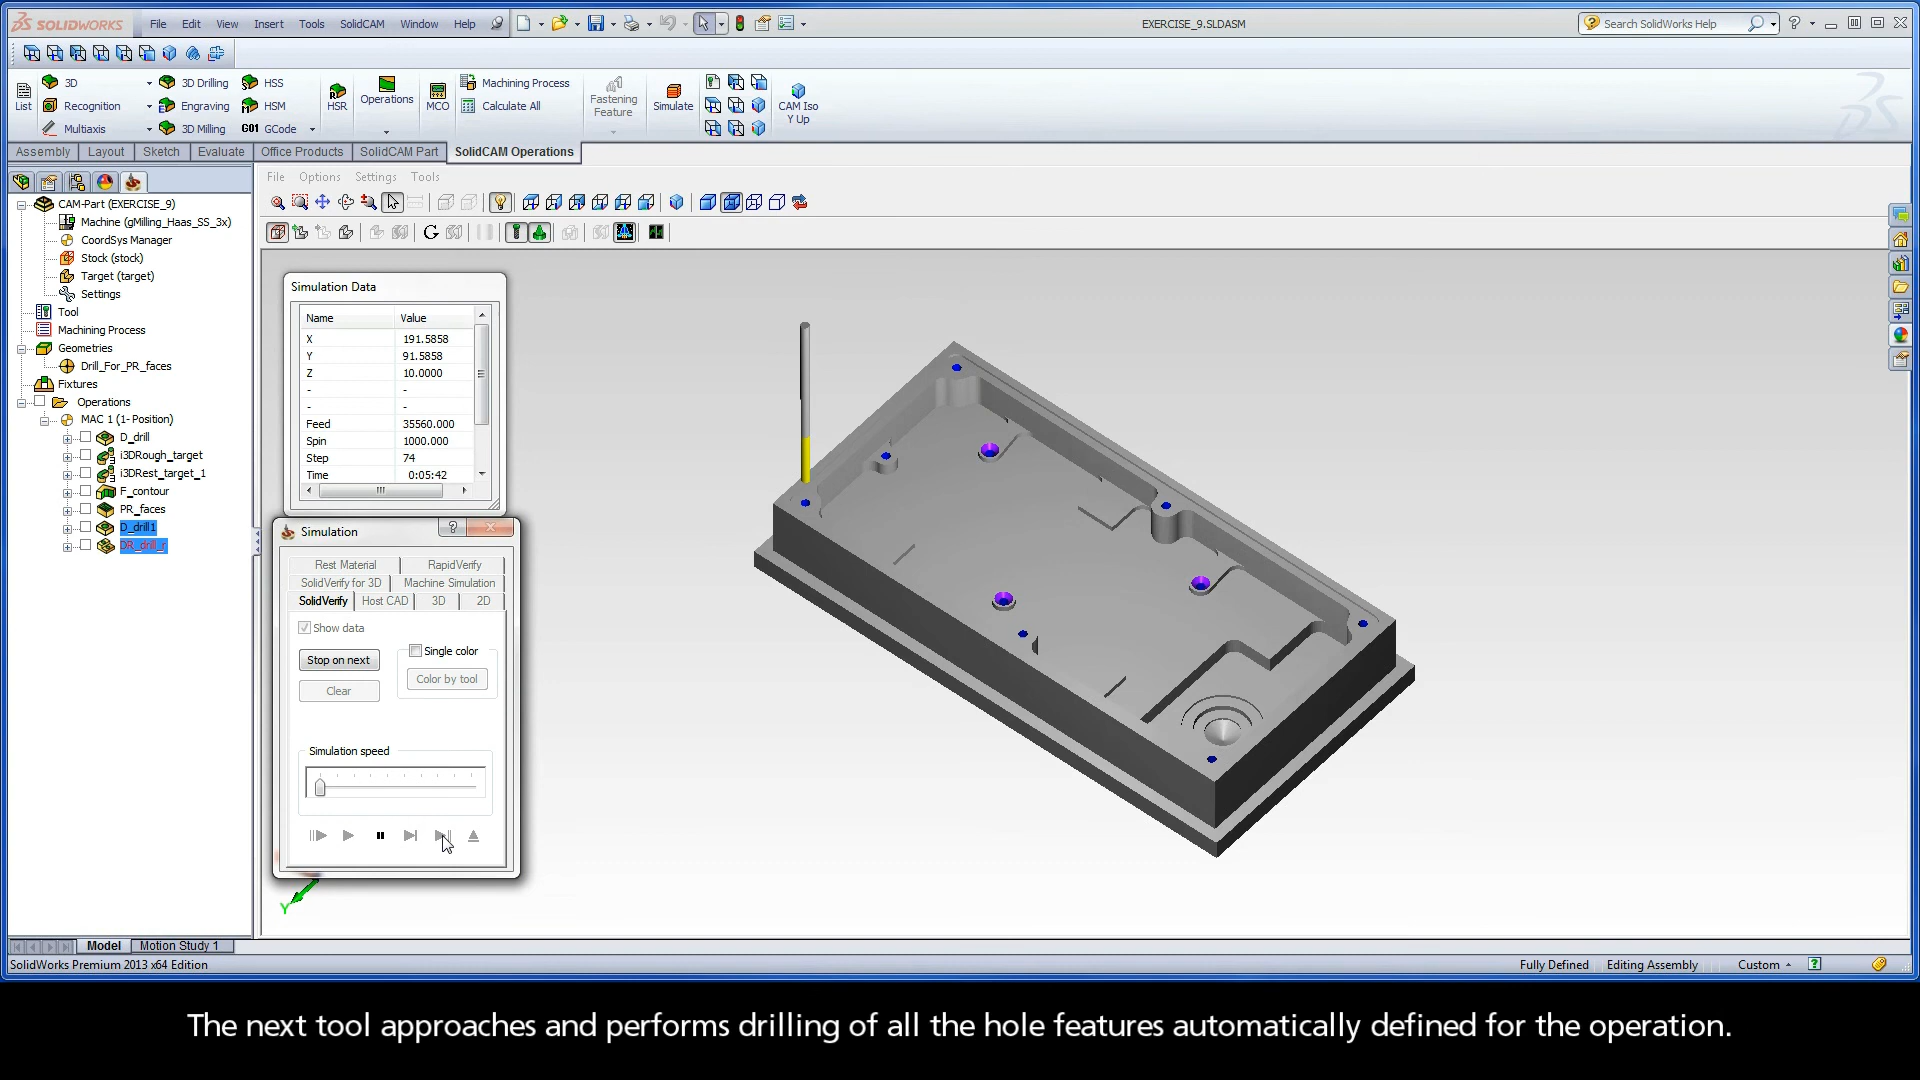 SOLIDWORKS File Edit View Insert Tools SolidCAM Window Help EXERCISE_9.SLDASM Search SolidWorks Help
List 3D 3D Drilling HSS
Recognition Engraving HSM
Multiaxis 3D Milling G01 GCode
HSR Operations MCO
Machining Process
Calculate All
Fastening
Feature
Simulate
CAM Iso
Y Up
Assembly Layout Sketch Evaluate Office Products SolidCAM Part SolidCAM Operations
File Options Settings Tools
CAM-Part (EXERCISE_9)
Machine (gMilling_Haas_SS_3x)
CoordSys Manager
Stock (stock)
Target (target)
Settings
Tool
Machining Process
Geometries
Drill_For_PR_faces
Fixtures
Operations
MAC 1 (1- Position)
D_drill
i3DRough_target
i3DRest_target_1
F_contour
PR_faces
D_drill1
DR_drill_r
Simulation Data
Name Value
X 191.5858
Y 91.5858
Z 10.0000
- -
- -
Feed 35560.000
Spin 1000.000
Step 74
Time 0:05:42
Simulation
Rest Material RapidVerify
SolidVerify for 3D Machine Simulation
SolidVerify Host CAD 3D 2D
Show data
Stop on next
Single color
Clear
Color by tool
Simulation speed
Y
Model Motion Study 1
SolidWorks Premium 2013 x64 Edition Fully Defined Editing Assembly Custom
The next tool approaches and performs drilling of all the hole features automatically defined for the operation.